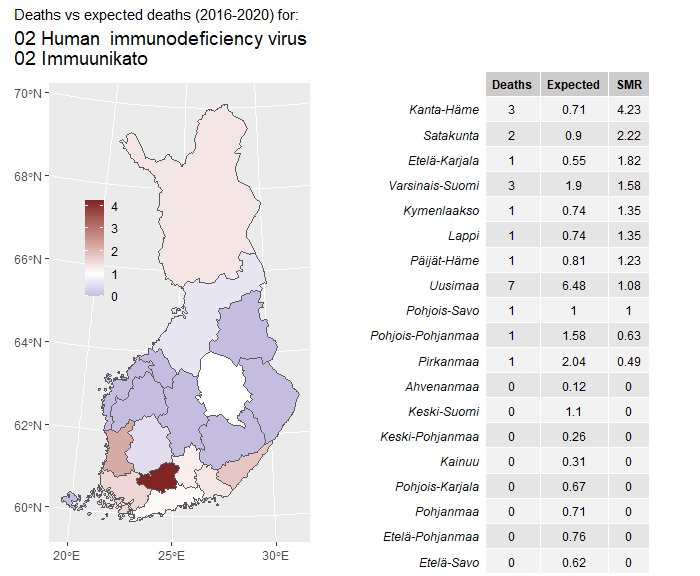 Deaths vs expected deaths (2016-2020) for:
02 Human  immunodeficiency virus
02 Immuunikato
70°N
68°N
66°N
64°N
62°N
60°N
20°E 25°E 30°E
4
3
2
1
0
Deaths Expected SMR
Kanta-Häme 3 0.71 4.23
Satakunta 2 0.9 2.22
Etelä-Karjala 1 0.55 1.82
Varsinais-Suomi 3 1.9 1.58
Kymenlaakso 1 0.74 1.35
Lappi 1 0.74 1.35
Päijät-Häme 1 0.81 1.23
Uusimaa 7 6.48 1.08
Pohjois-Savo 1 1 1
Pohjois-Pohjanmaa 1 1.58 0.63
Pirkanmaa 1 2.04 0.49
Ahvenanmaa 0 0.12 0
Keski-Suomi 0 1.1 0
Keski-Pohjanmaa 0 0.26 0
Kainuu 0 0.31 0
Pohjois-Karjala 0 0.67 0
Pohjanmaa 0 0.71 0
Etelä-Pohjanmaa 0 0.76 0
Etelä-Savo 0 0.62 0